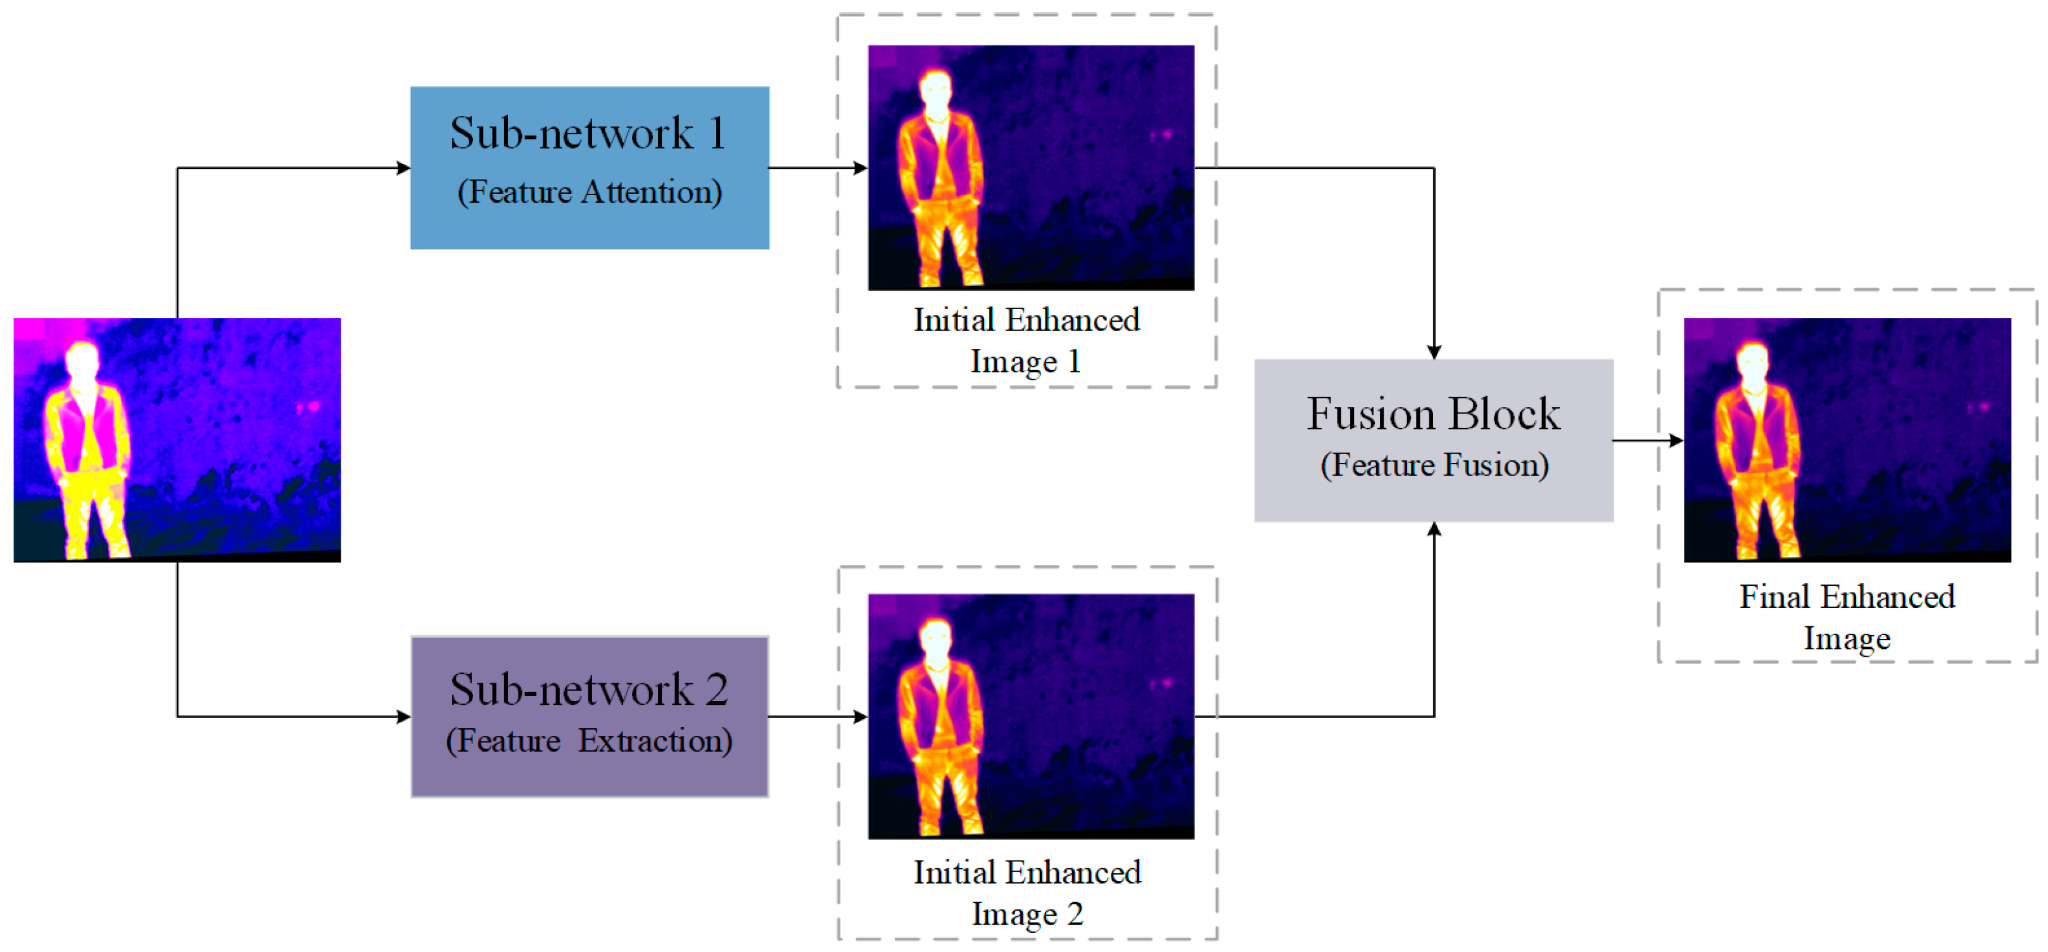 Sub-network 1
(Feature Attention)
Initial Enhanced
Image 1
Fusion Block
(Feature Fusion)
Final Enhanced
Image
Sub-network 2
(Feature Extraction)
Initial Enhanced
Image 2